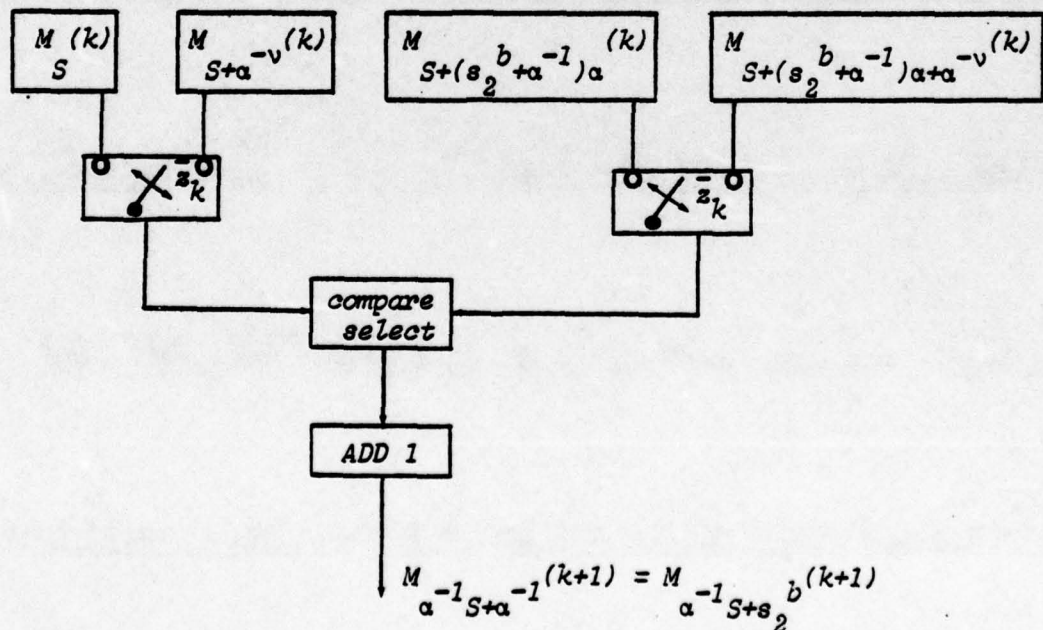 M_S(k)
M_{S+α^{-ν}}(k)
M_{S+(s_2^b+α^{-1})α}(k)
M_{S+(s_2^b+α^{-1})α+α^{-ν}}(k)
z̄_k
z̄_k
compare
select
ADD 1
M_{α^{-1}S+α^{-1}}(k+1) = M_{α^{-1}S+s_2^b}(k+1)